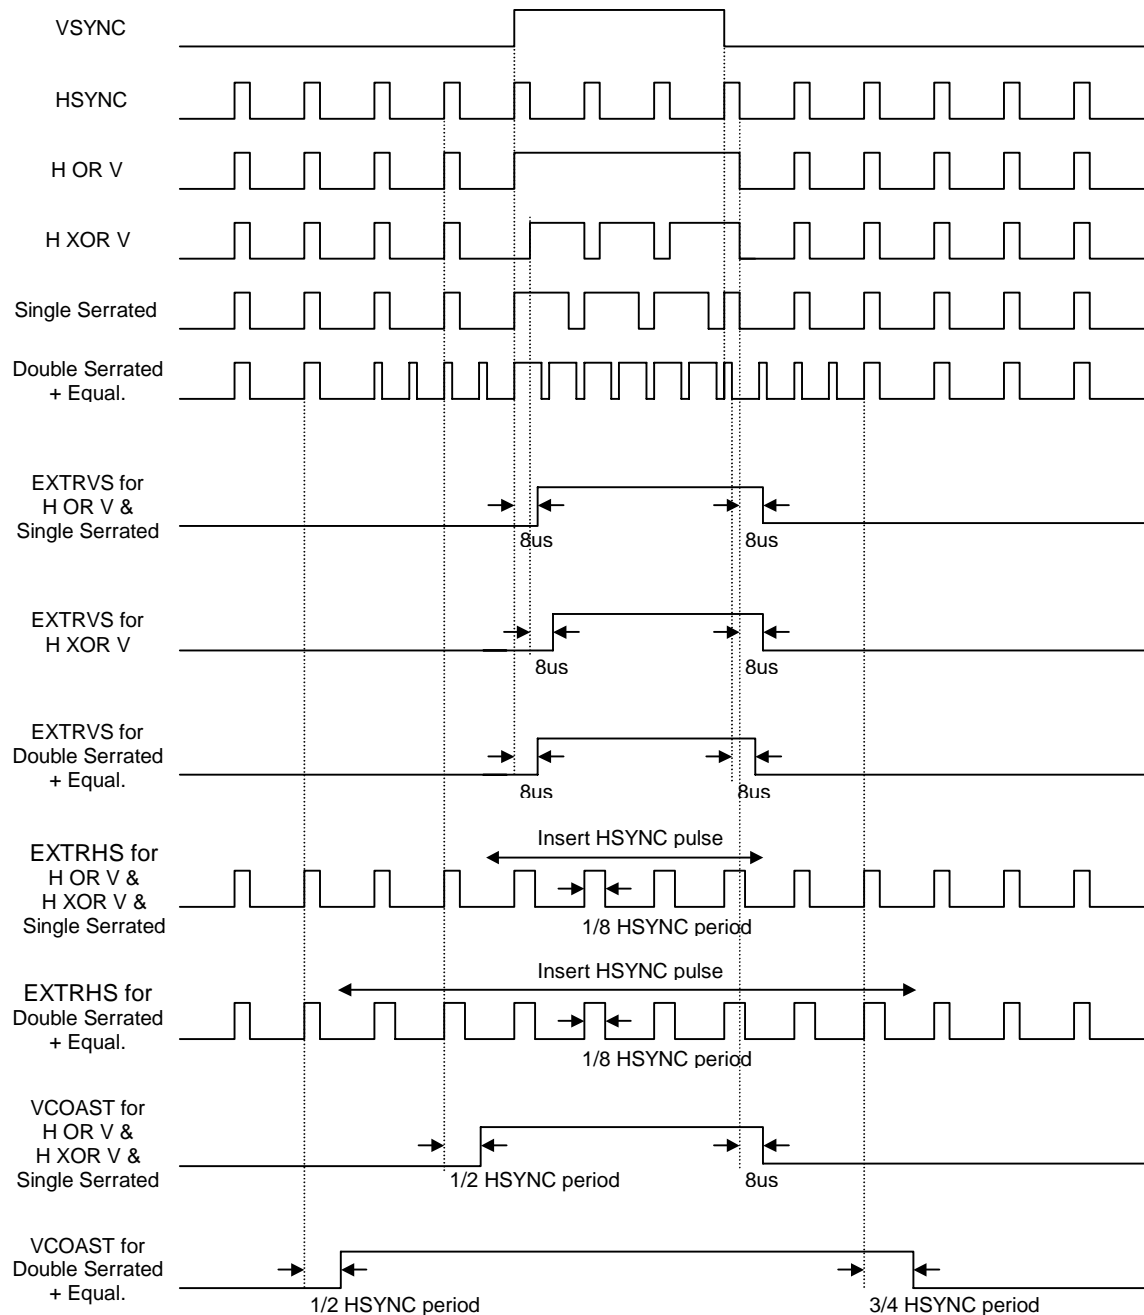 VSYNC
HSYNC
H OR V
H XOR V
Single Serrated
Double Serrated
+ Equal.
EXTRVS for
H OR V &
Single Serrated
8us
8us
EXTRVS for
H XOR V
8us
8us
EXTRVS for
Double Serrated
+ Equal.
8us
8us
Insert HSYNC pulse
EXTRHS for
H OR V &
H XOR V &
Single Serrated
1/8 HSYNC period
Insert HSYNC pulse
EXTRHS for
Double Serrated
+ Equal.
1/8 HSYNC period
VCOAST for
H OR V &
H XOR V &
Single Serrated
1/2 HSYNC period
8us
VCOAST for
Double Serrated
+ Equal.
1/2 HSYNC period
3/4 HSYNC period